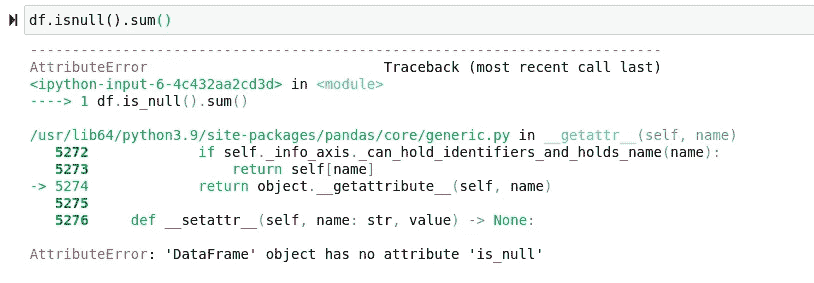 df.isnull().sum()
---------------------------------------------------------------------------
AttributeError                            Traceback (most recent call last)
<ipython-input-6-4c432aa2cd3d> in <module>
----> 1 df.is_null().sum()
/usr/lib64/python3.9/site-packages/pandas/core/generic.py in __getattr__(self, name)
   5272             if self._info_axis._can_hold_identifiers_and_holds_name(name):
   5273                 return self[name]
-> 5274             return object.__getattribute__(self, name)
   5275
   5276     def __setattr__(self, name: str, value) -> None:
AttributeError: 'DataFrame' object has no attribute 'is_null'